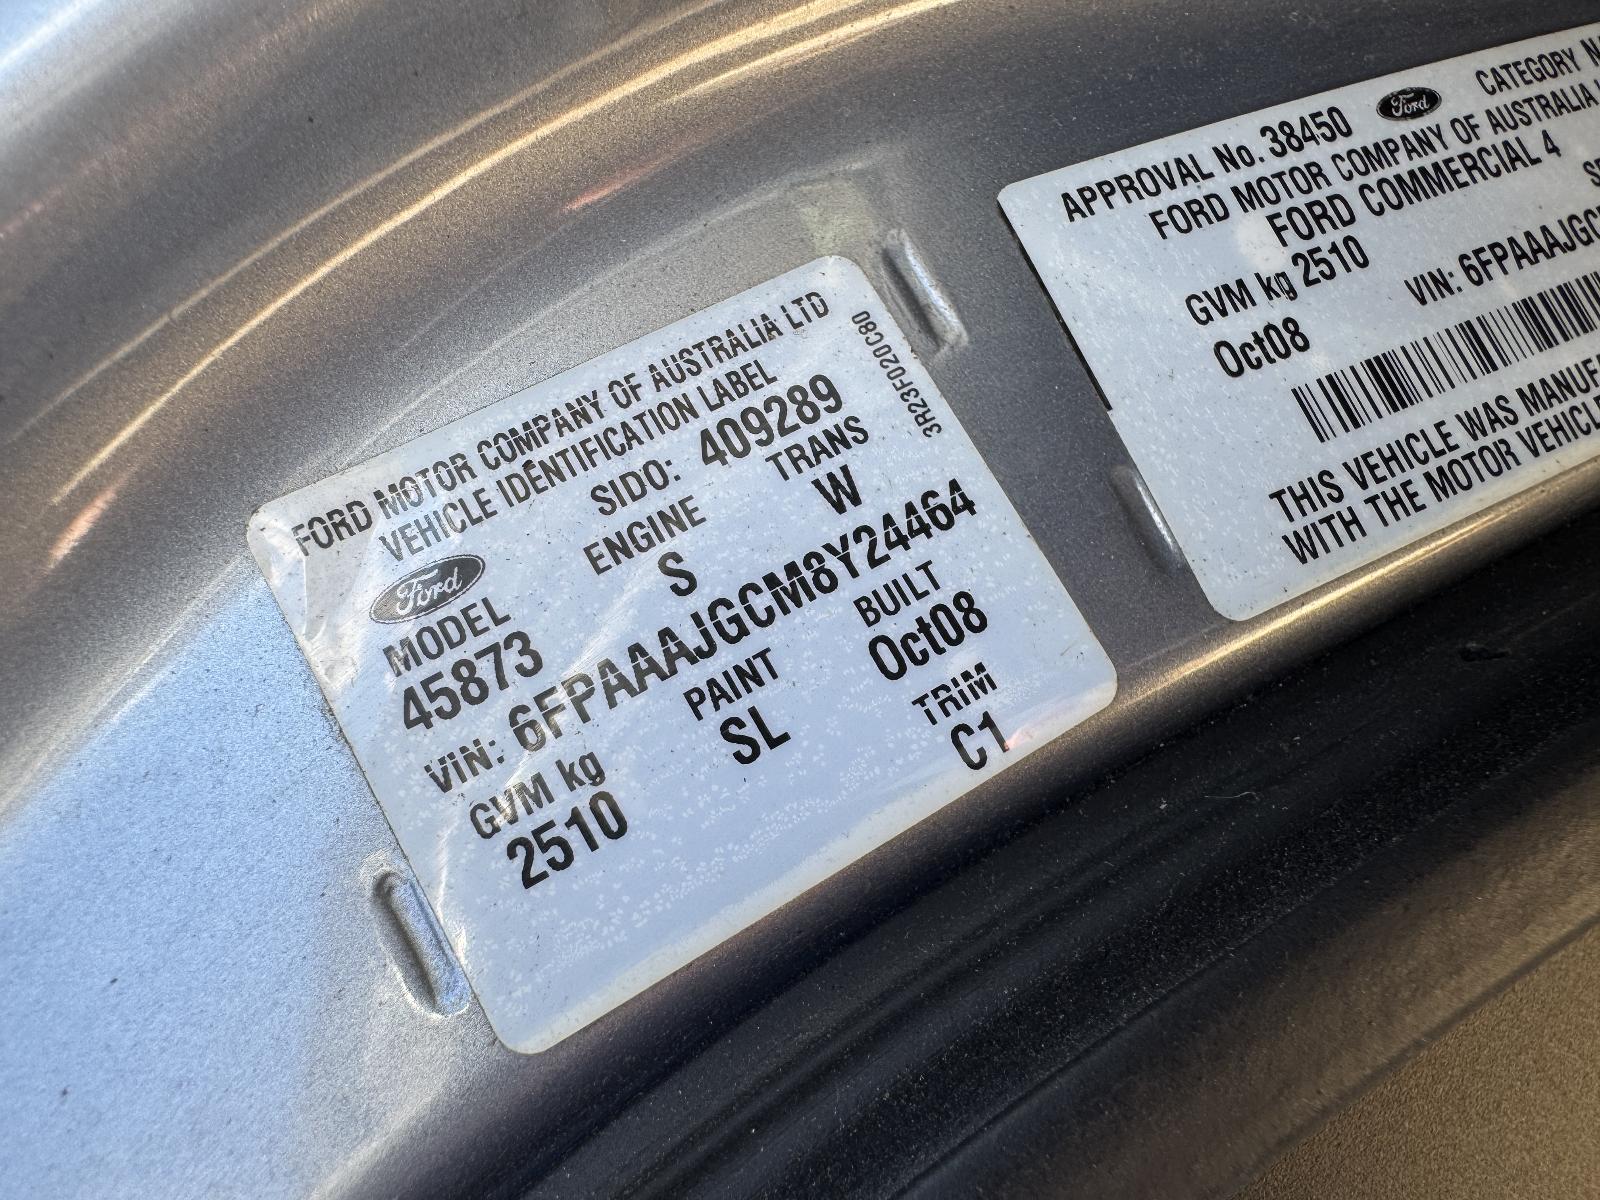 FORD MOTOR COMPANY OF AUSTRALIA LTD
VEHICLE IDENTIFICATION LABEL
Ford
SIDO: 409289
MODEL ENGINE TRANS
45873 S W
VIN: 6FPAAAJGCM8Y24464
GVM kg PAINT BUILT
2510 SL Oct08
TRIM
C1
3R23F020C80
APPROVAL No. 38450 Ford CATEGORY
FORD MOTOR COMPANY OF AUSTRALIA
FORD COMMERCIAL 4
GVM kg 2510
Oct08 VIN: 6FPAAAJGC
THIS VEHICLE WAS MANUF
WITH THE MOTOR VEHICL